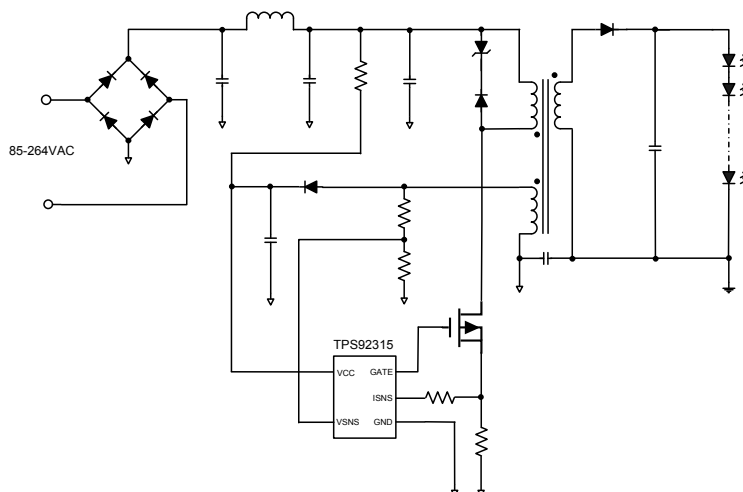 85-264VAC
TPS92315
VCC
GATE
ISNS
VSNS
GND